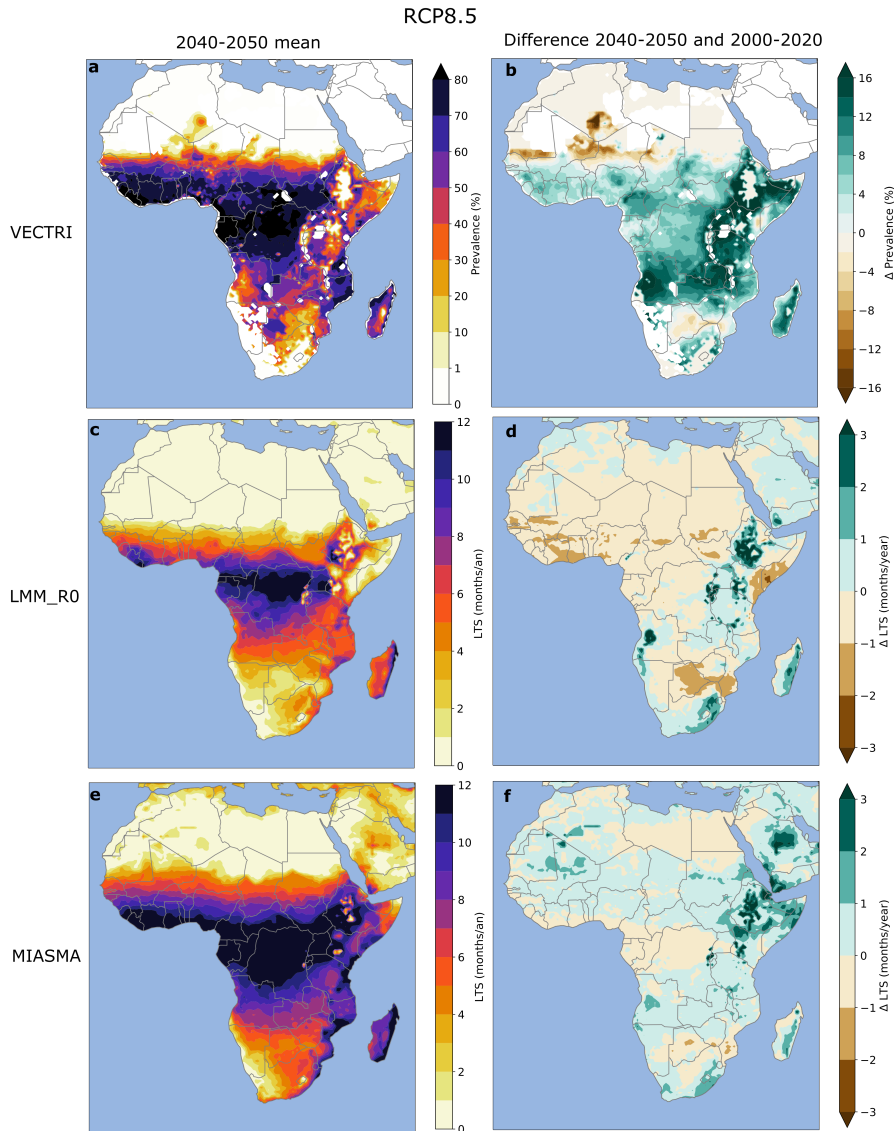 RCP8.5
2040-2050 mean
Difference 2040-2050 and 2000-2020
VECTRI
a
80
70
60
50
40
30
20
10
1
0
Prevalence (%)
b
16
12
8
4
0
−4
−8
−12
−16
Δ Prevalence (%)
LMM_R0
c
12
10
8
6
4
2
0
LTS (months/an)
d
3
2
1
0
−1
−2
−3
Δ LTS (months/year)
MIASMA
e
12
10
8
6
4
2
0
LTS (months/an)
f
3
2
1
0
−1
−2
−3
Δ LTS (months/year)